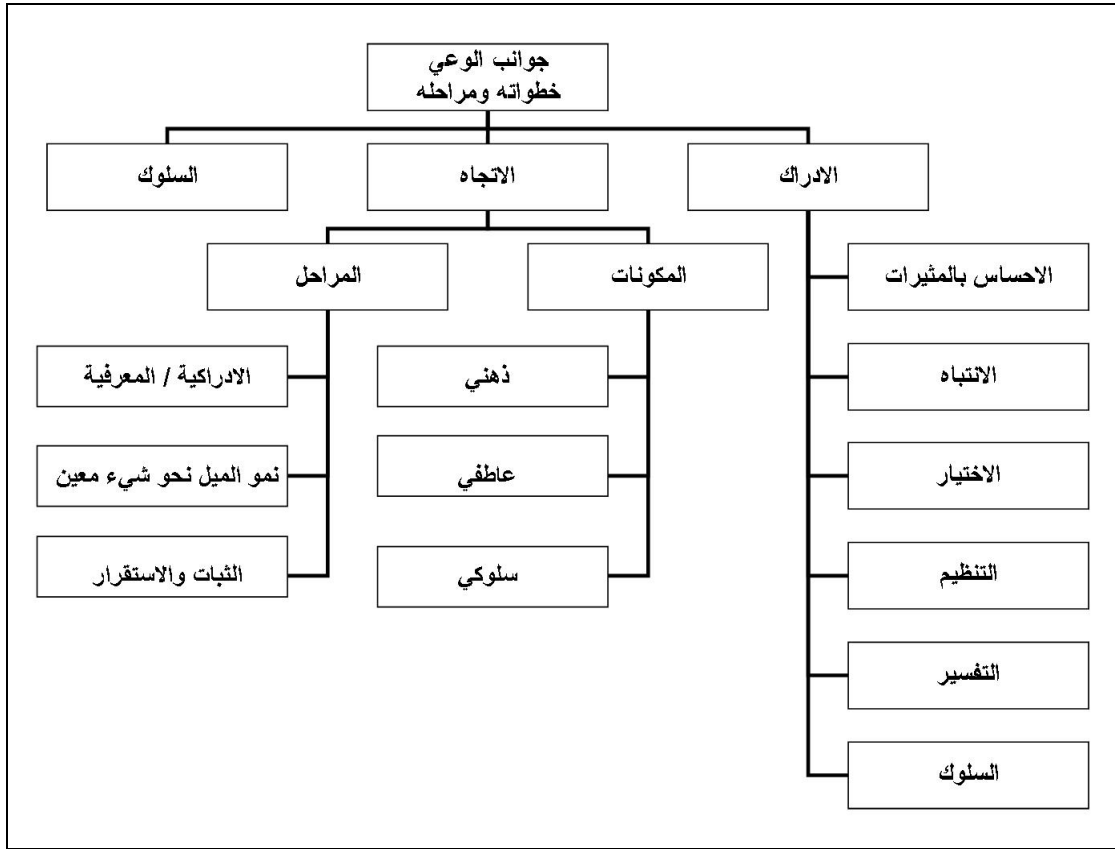 جوانب الوعي
خطواته ومراحله
الادراك
الاتجاه
السلوك
المكونات
المراحل
الاحساس بالمثيرات
الانتباه
الاختيار
التنظيم
التفسير
السلوك
ذهني
عاطفي
سلوكي
الادراكية / المعرفية
نمو الميل نحو شيء معين
الثبات والاستقرار